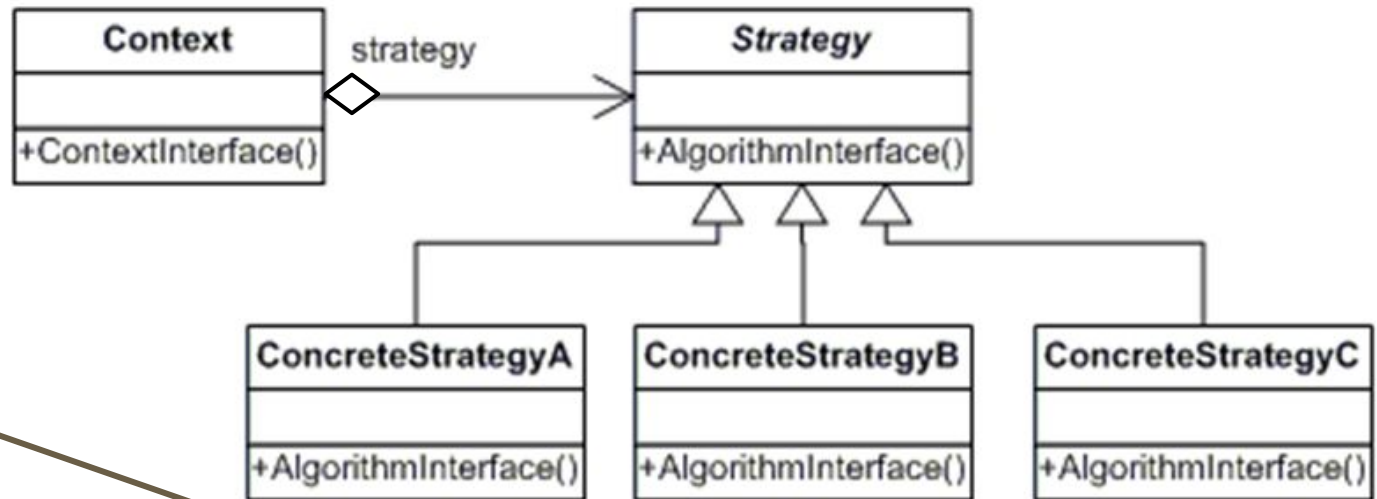 Context
strategy
Strategy
+ContextInterface()
+AlgorithmInterface()
ConcreteStrategyA
ConcreteStrategyB
ConcreteStrategyC
+AlgorithmInterface()
+AlgorithmInterface()
+AlgorithmInterface()